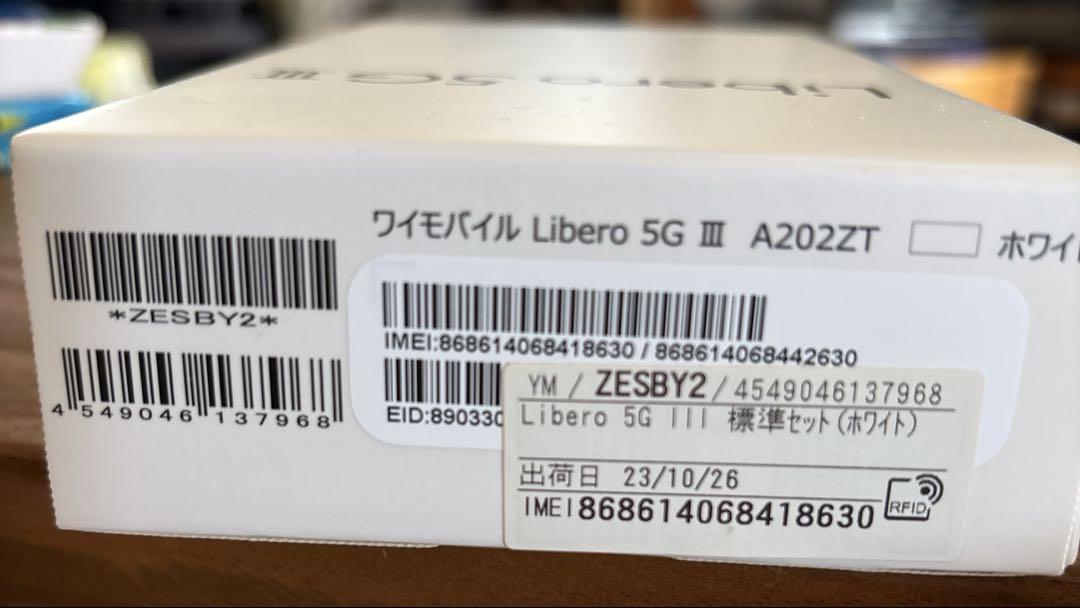 Libero 5G III
ワイモバイル Libero 5G Ⅲ A202ZT ホワイ
*ZESBY2*
4 549046 137968
IMEI:868614068418630 / 868614068442630
EID:890330
YM / ZESBY2 / 4549046137968
Libero 5G III 標準セット(ホワイト)
出荷日 23/10/26
IMEI868614068418630
RFID